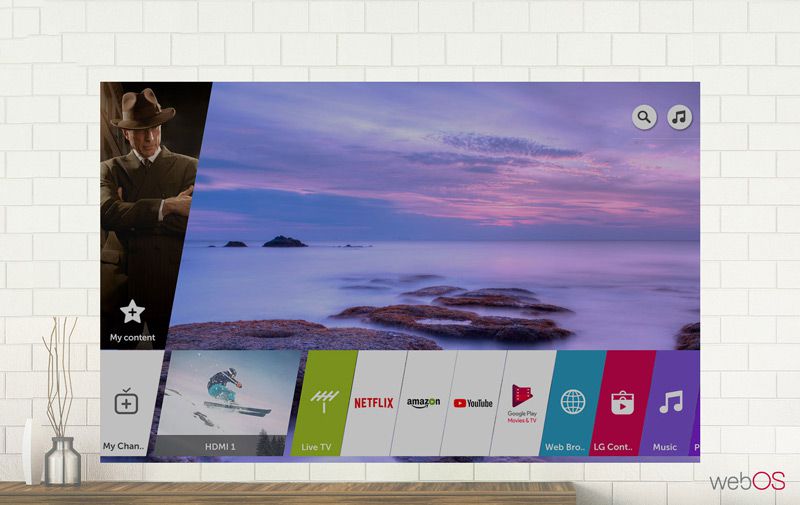 My content
My Chan..
HDMI 1
Live TV
NETFLIX
amazon
YouTube
Google Play
Movies & TV
Web Bro..
LG Cont..
Music
P
webOS